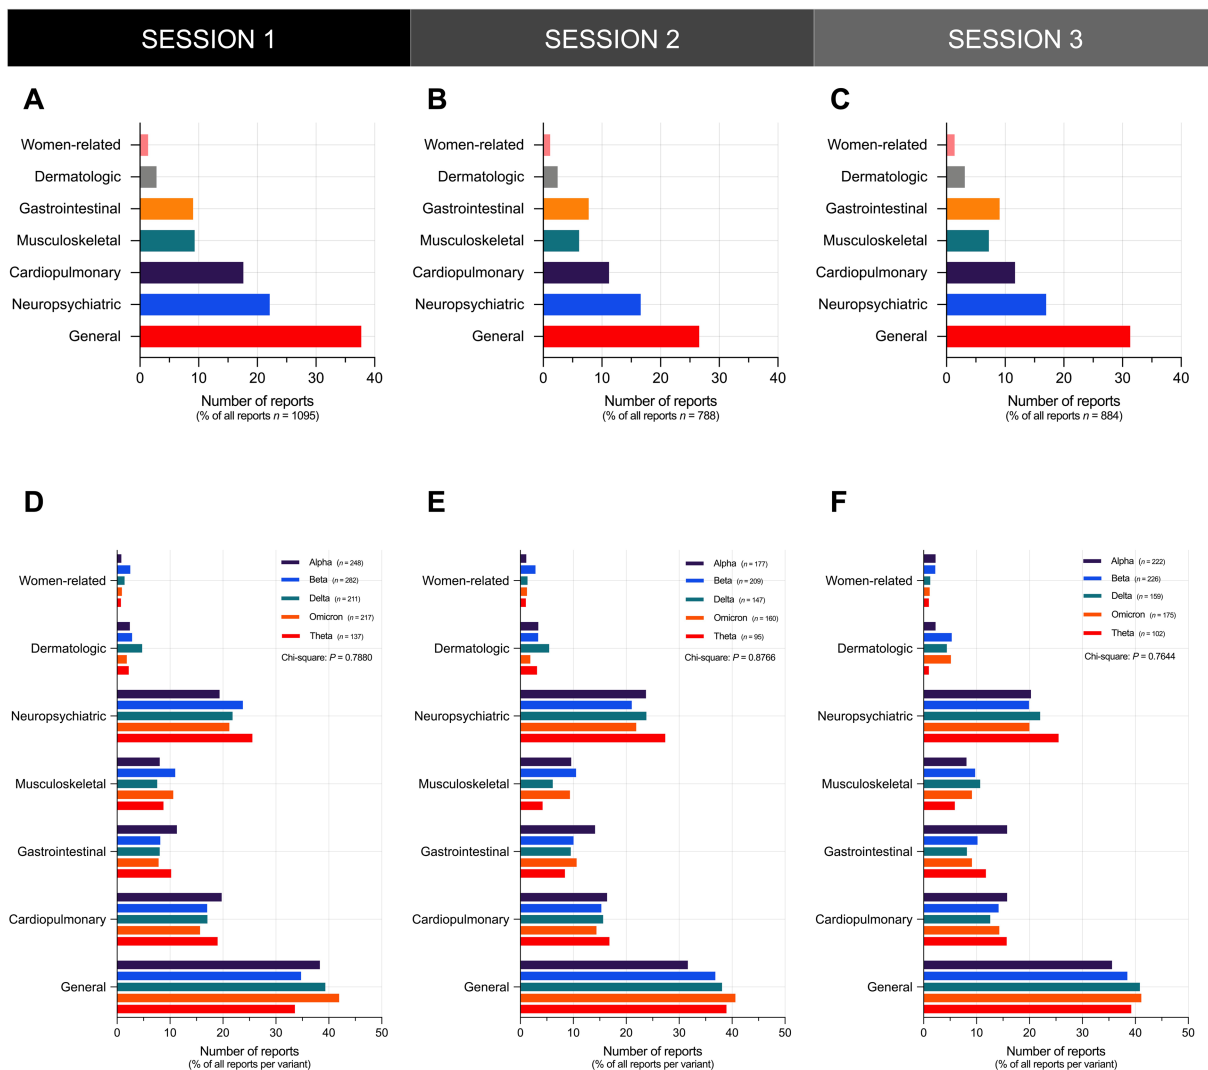 SESSION 1
SESSION 2
SESSION 3
A
Women-related
Dermatologic
Gastrointestinal
Musculoskeletal
Cardiopulmonary
Neuropsychiatric
General
0 10 20 30 40
Number of reports
(% of all reports n = 1095)
B
Women-related
Dermatologic
Gastrointestinal
Musculoskeletal
Cardiopulmonary
Neuropsychiatric
General
0 10 20 30 40
Number of reports
(% of all reports n = 788)
C
Women-related
Dermatologic
Gastrointestinal
Musculoskeletal
Cardiopulmonary
Neuropsychiatric
General
0 10 20 30 40
Number of reports
(% of all reports n = 884)
D
Alpha (n = 248)
Beta (n = 282)
Delta (n = 211)
Omicron (n = 217)
Theta (n = 137)
Chi-square: P = 0.7880
Women-related
Dermatologic
Neuropsychiatric
Musculoskeletal
Gastrointestinal
Cardiopulmonary
General
0 10 20 30 40 50
Number of reports
(% of all reports per variant)
E
Alpha (n = 177)
Beta (n = 209)
Delta (n = 147)
Omicron (n = 160)
Theta (n = 95)
Chi-square: P = 0.8766
Women-related
Dermatologic
Neuropsychiatric
Musculoskeletal
Gastrointestinal
Cardiopulmonary
General
0 10 20 30 40 50
Number of reports
(% of all reports per variant)
F
Alpha (n = 222)
Beta (n = 226)
Delta (n = 159)
Omicron (n = 175)
Theta (n = 102)
Chi-square: P = 0.7644
Women-related
Dermatologic
Neuropsychiatric
Musculoskeletal
Gastrointestinal
Cardiopulmonary
General
0 10 20 30 40 50
Number of reports
(% of all reports per variant)